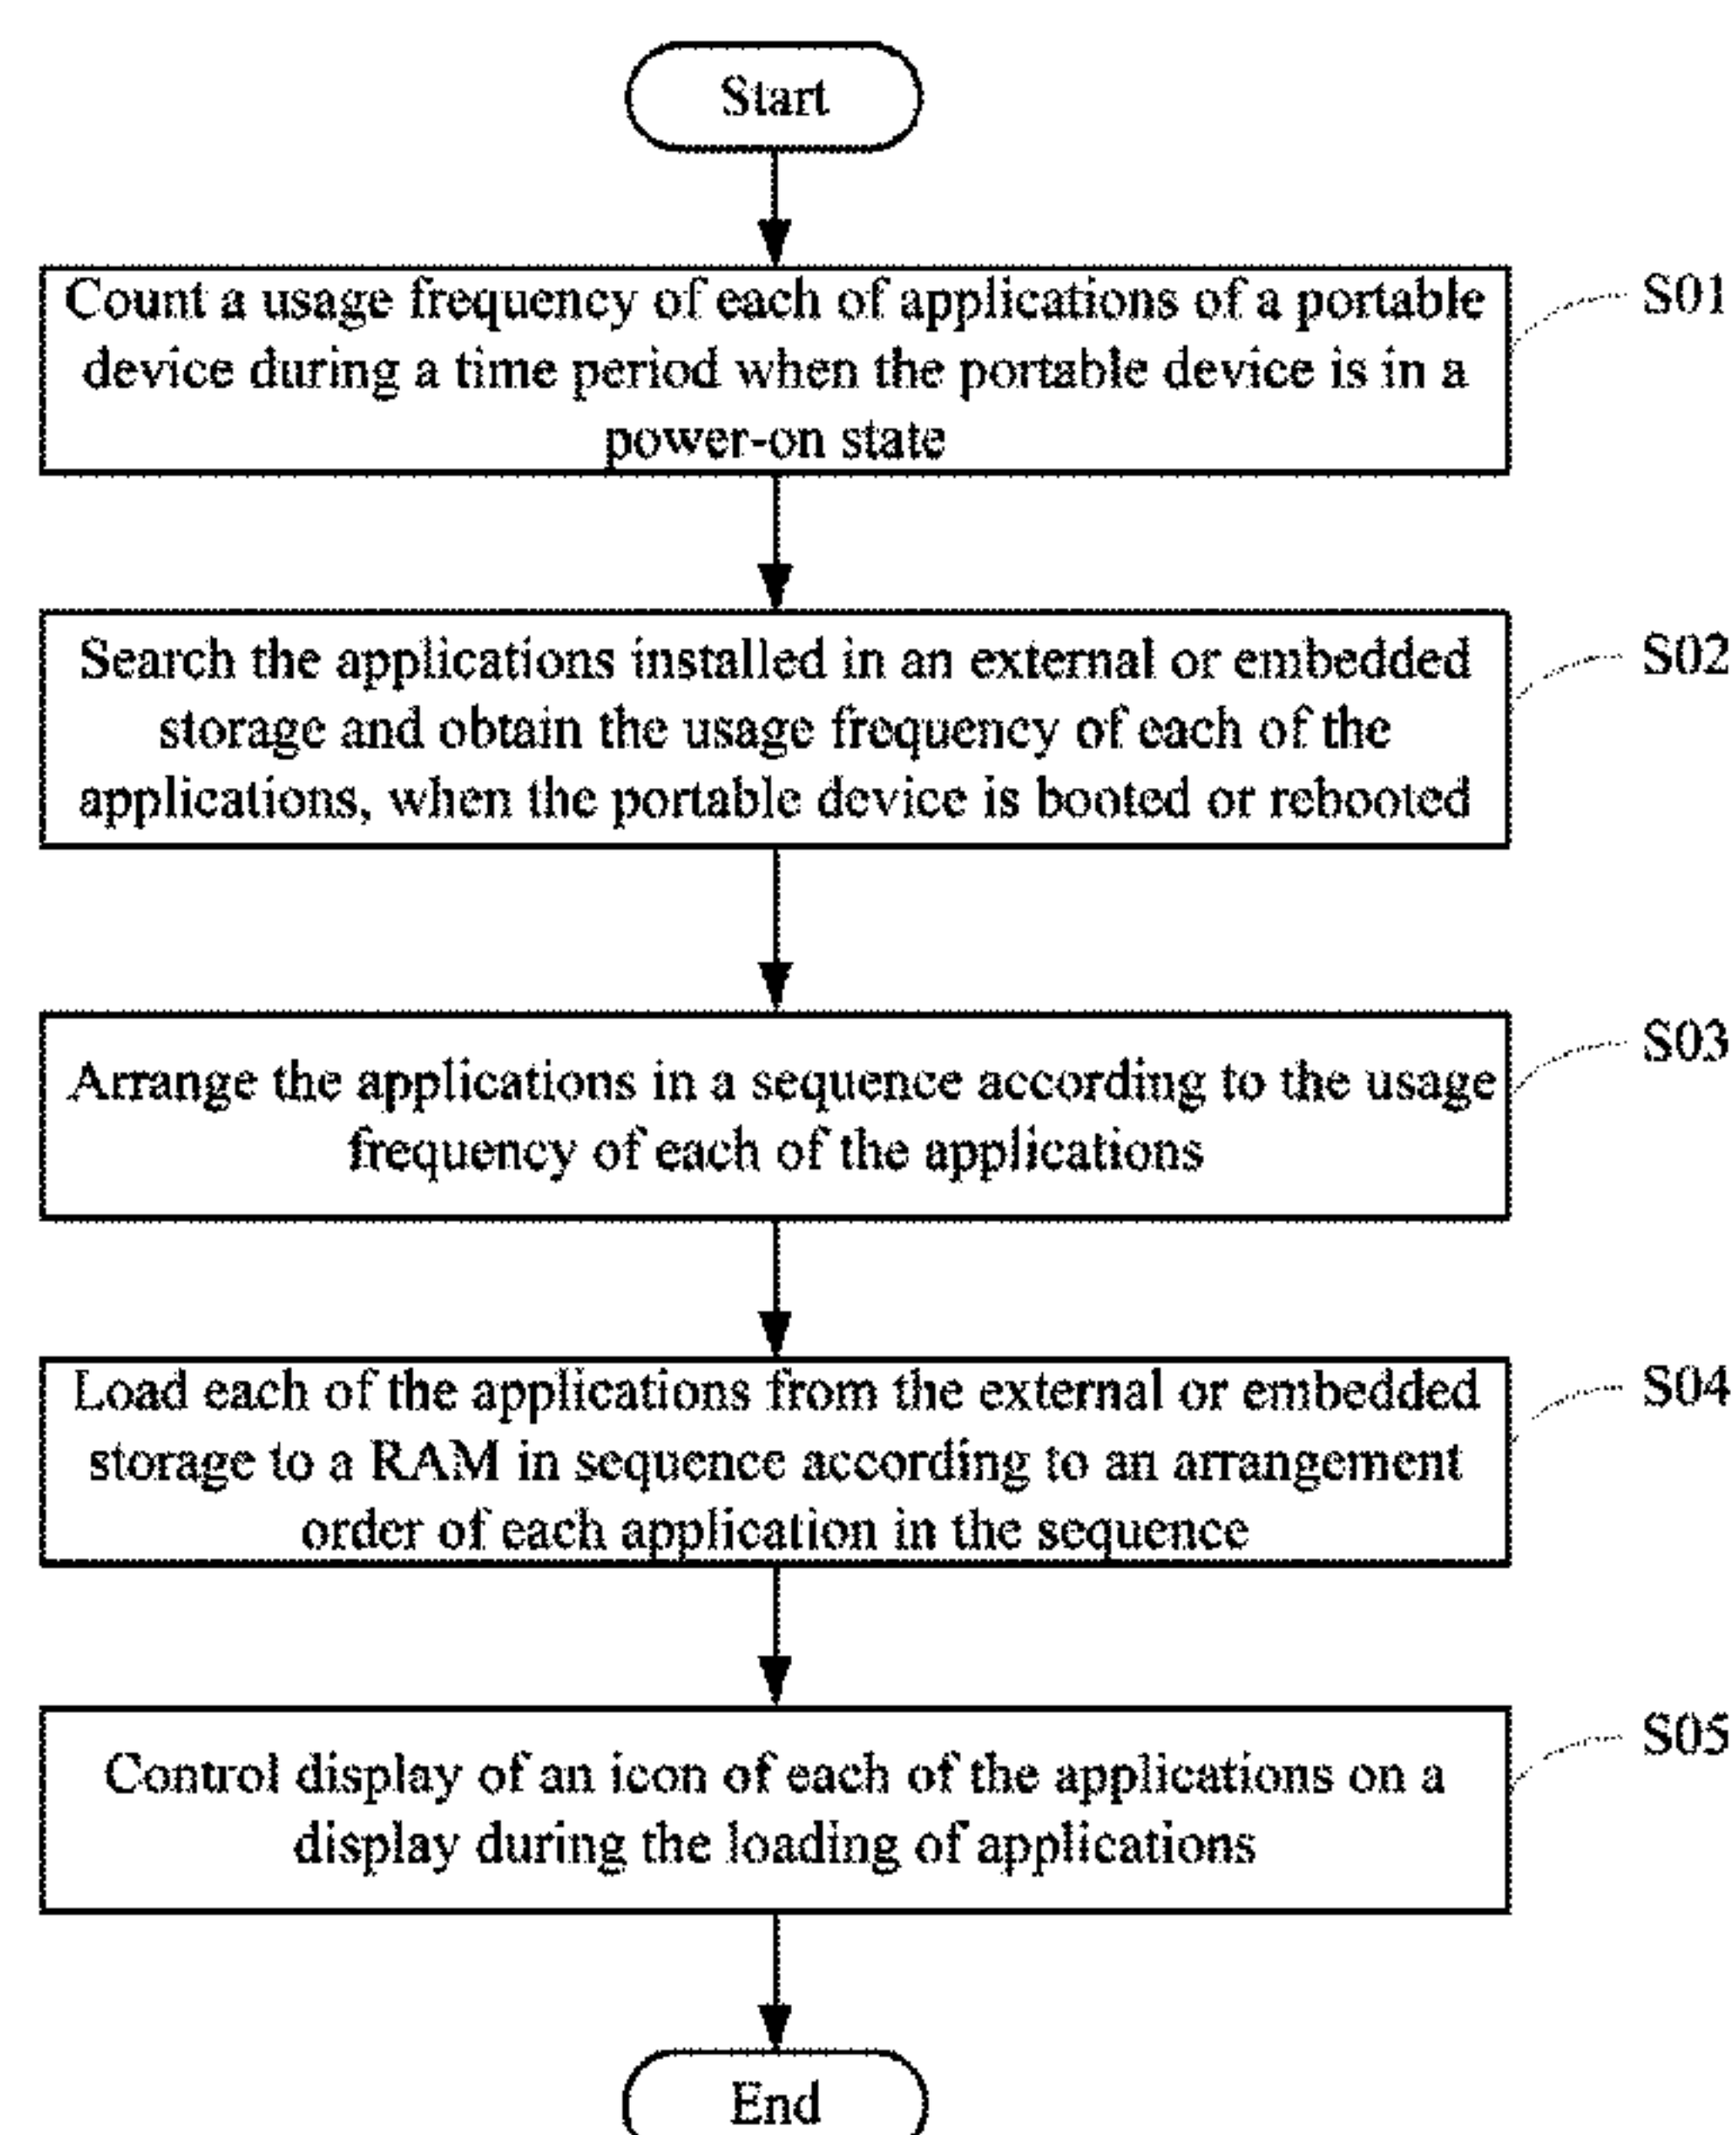 Start
Count a usage frequency of each of applications of a portable
device during a time period when the portable device is in a
power-on state
S01
Search the applications installed in an external or embedded
storage and obtain the usage frequency of each of the
applications, when the portable device is booted or rebooted
S02
Arrange the applications in a sequence according to the usage
frequency of each of the applications
S03
Load each of the applications from the external or embedded
storage to a RAM in sequence according to an arrangement
order of each application in the sequence
S04
Control display of an icon of each of the applications on a
display during the loading of applications
S05
End